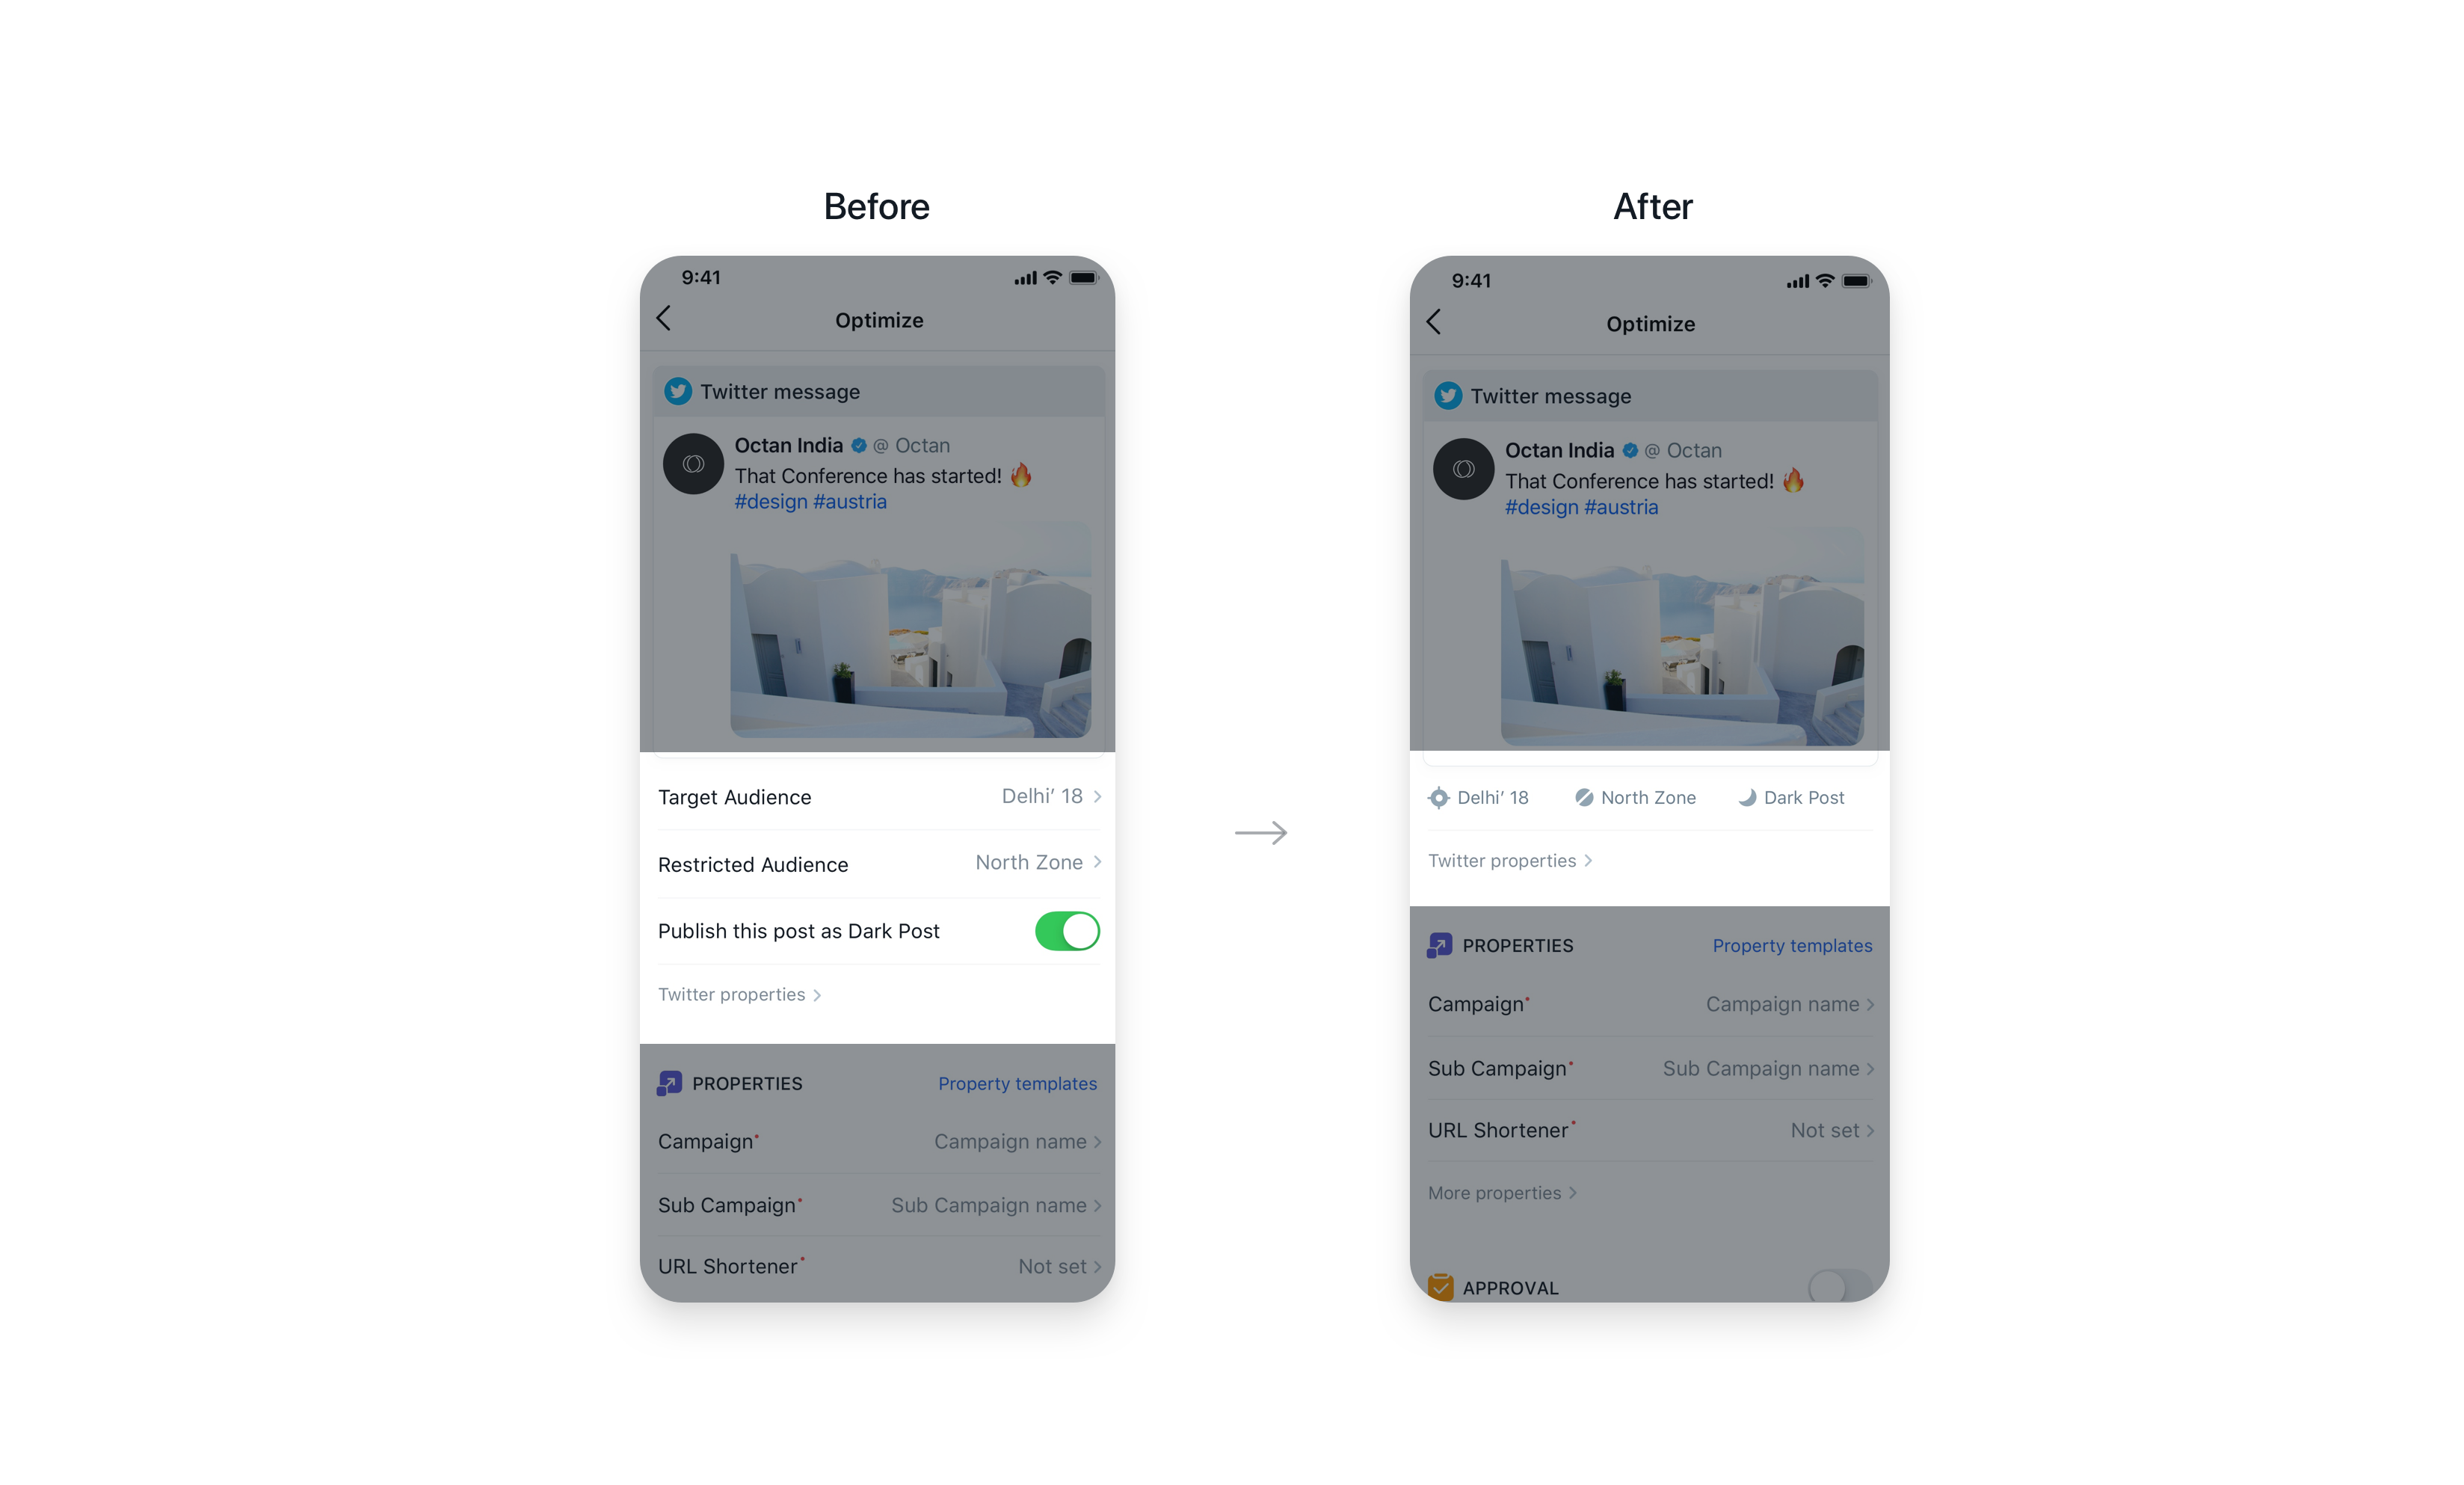 Before
9:41
Optimize
Twitter message
Octan India @ Octan
That Conference has started! 🔥
#design #austria
Target Audience Delhi’ 18
Restricted Audience North Zone
Publish this post as Dark Post
Twitter properties
PROPERTIES Property templates
Campaign* Campaign name
Sub Campaign* Sub Campaign name
URL Shortener* Not set
After
9:41
Optimize
Twitter message
Octan India @ Octan
That Conference has started! 🔥
#design #austria
Delhi’ 18 North Zone Dark Post
Twitter properties
PROPERTIES Property templates
Campaign* Campaign name
Sub Campaign* Sub Campaign name
URL Shortener* Not set
More properties
APPROVAL